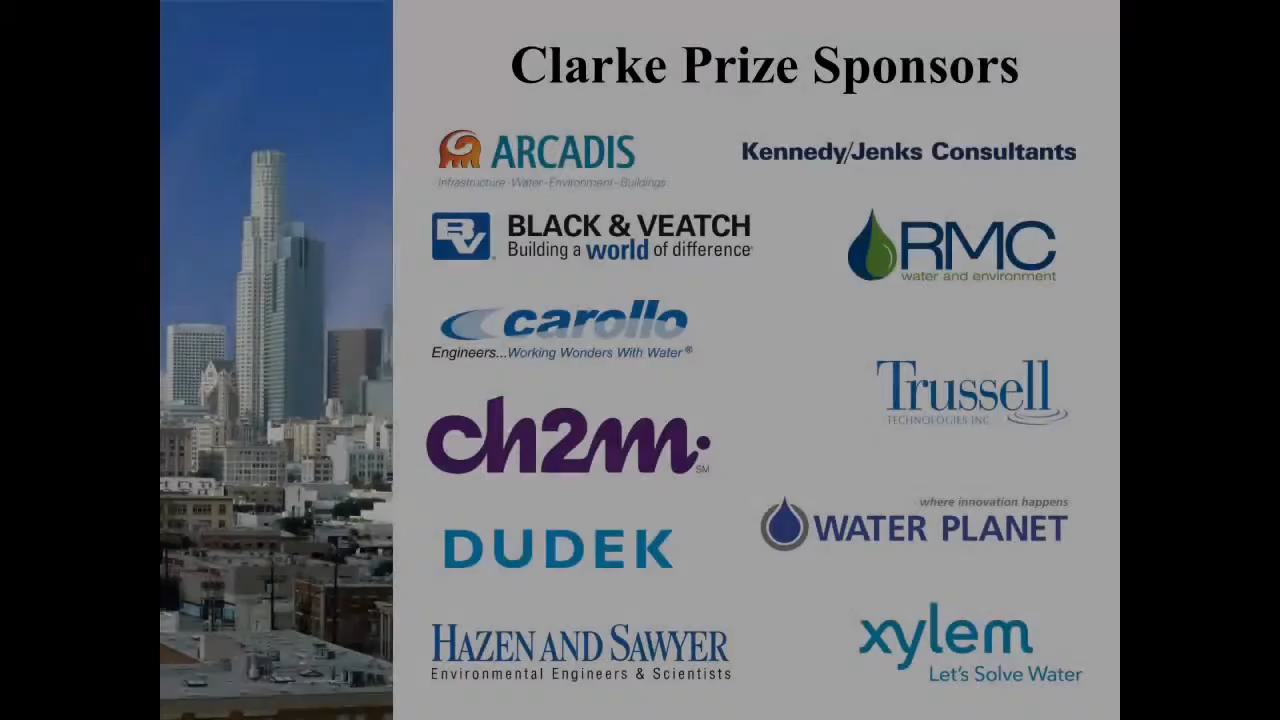 Clarke Prize Sponsors
ARCADIS
Infrastructure · Water · Environment · Buildings
BV
BLACK & VEATCH
Building a world of difference®
carollo
Engineers...Working Wonders With Water®
ch2m.
SM
DUDEK
HAZEN AND SAWYER
Environmental Engineers & Scientists
Kennedy/Jenks Consultants
RMC
water and environment
Trussell
TECHNOLOGIES INC
where innovation happens
WATER PLANET
xylem
Let's Solve Water